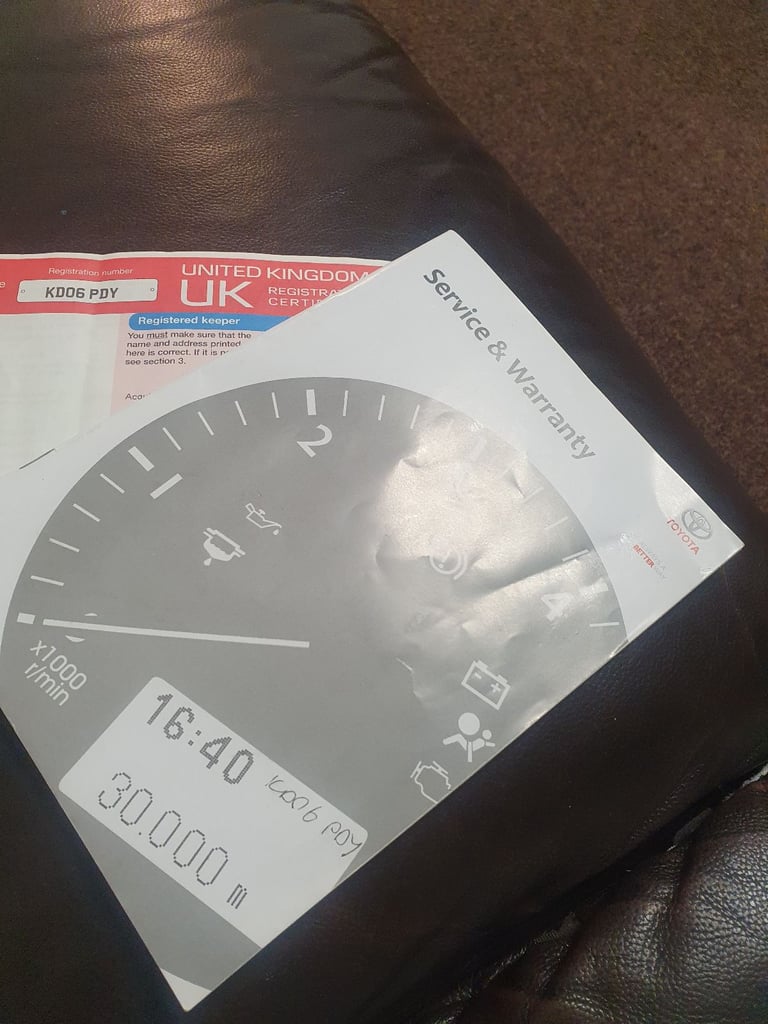 Registration number
KD06 PDY
UNITED KINGDOM
UK
Registered keeper
You must make sure that the
name and address printed
here is correct. If it is
see section 3.
Service & Warranty
TOYOTA
BETTER
2
4
x1000
r/min
16:40
KD06 PDY
30.000 m